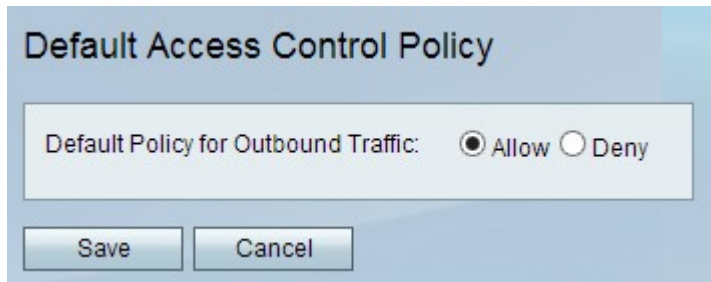 Default Access Control Policy
Default Policy for Outbound Traffic: Allow Deny
Save Cancel